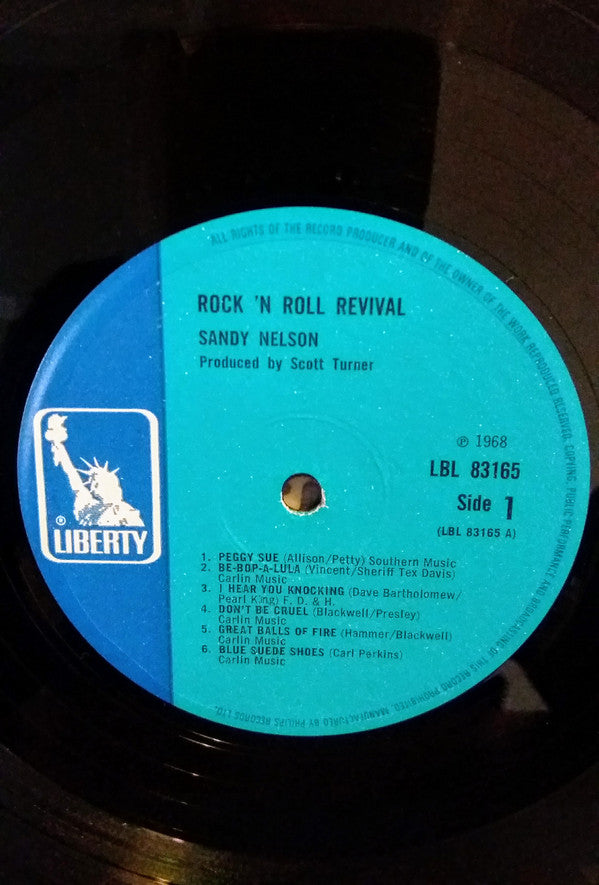 ALL RIGHTS OF THE RECORD PRODUCER AND OF THE OWNER OF THE WORK REPRODUCED RESERVED. COPYING, PUBLIC PERFORMANCE AND BROADCASTING OF THIS RECORD PROHIBITED. MANUFACTURED BY PHILIPS RECORDS LTD.
ROCK 'N ROLL REVIVAL
SANDY NELSON
Produced by Scott Turner
℗ 1968
LBL 83165
Side 1
(LBL 83165 A)
®
LIBERTY
1. PEGGY SUE (Allison/Petty) Southern Music
2. BE-BOP-A-LULA (Vincent/Sheriff Tex Davis)
Carlin Music
3. I HEAR YOU KNOCKING (Dave Bartholomew/
Pearl King) F. D. & H.
4. DON'T BE CRUEL (Blackwell/Presley)
Carlin Music
5. GREAT BALLS OF FIRE (Hammer/Blackwell)
Carlin Music
6. BLUE SUEDE SHOES (Carl Perkins)
Carlin Music